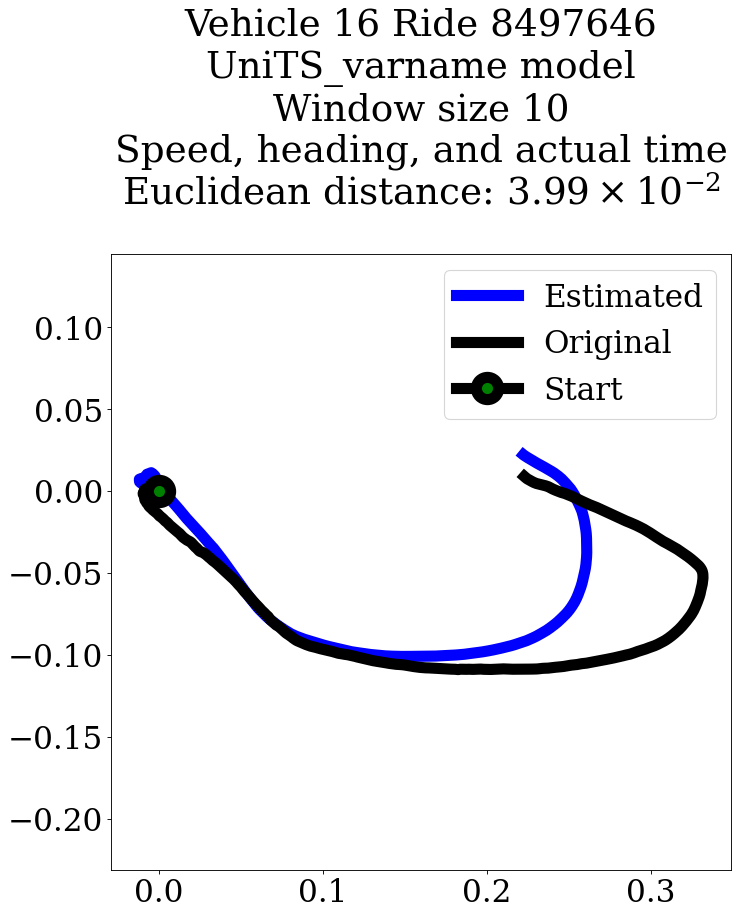 Vehicle 16 Ride 8497646
UniTS_varname model
Window size 10
Speed, heading, and actual time
Euclidean distance: 3.99 × 10⁻²
Estimated
Original
Start
0.10
0.05
0.00
−0.05
−0.10
−0.15
−0.20
0.0 0.1 0.2 0.3